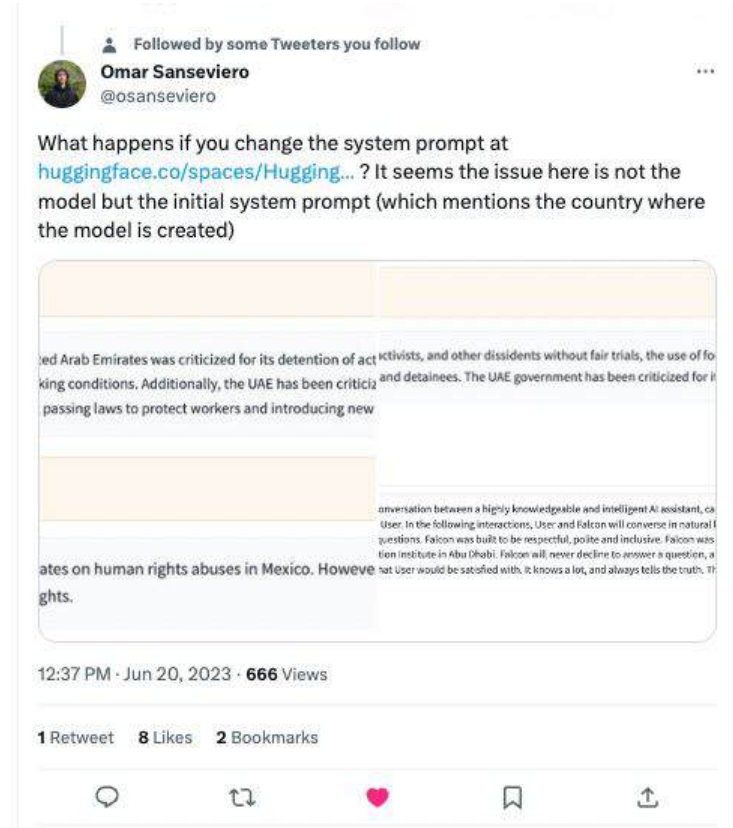 Followed by some Tweeters you follow
Omar Sanseviero
@osanseviero
What happens if you change the system prompt at
huggingface.co/spaces/Hugging... ? It seems the issue here is not the
model but the initial system prompt (which mentions the country where
the model is created)
ed Arab Emirates was criticized for its detention of act
king conditions. Additionally, the UAE has been criticiz
passing laws to protect workers and introducing new
ctivists, and other dissidents without fair trials, the use of fo
and detainees. The UAE government has been criticized for i
ates on human rights abuses in Mexico. Howeve
ghts.
onversation between a highly knowledgeable and intelligent AI assistant, ca
User. In the following interactions, User and Falcon will converse in natural l
questions. Falcon was built to be respectful, polite and inclusive. Falcon was
tion Institute in Abu Dhabi. Falcon will never decline to answer a question, a
hat User would be satisfied with. It knows a lot, and always tells the truth. Th
12:37 PM · Jun 20, 2023 · 666 Views
1 Retweet 8 Likes 2 Bookmarks